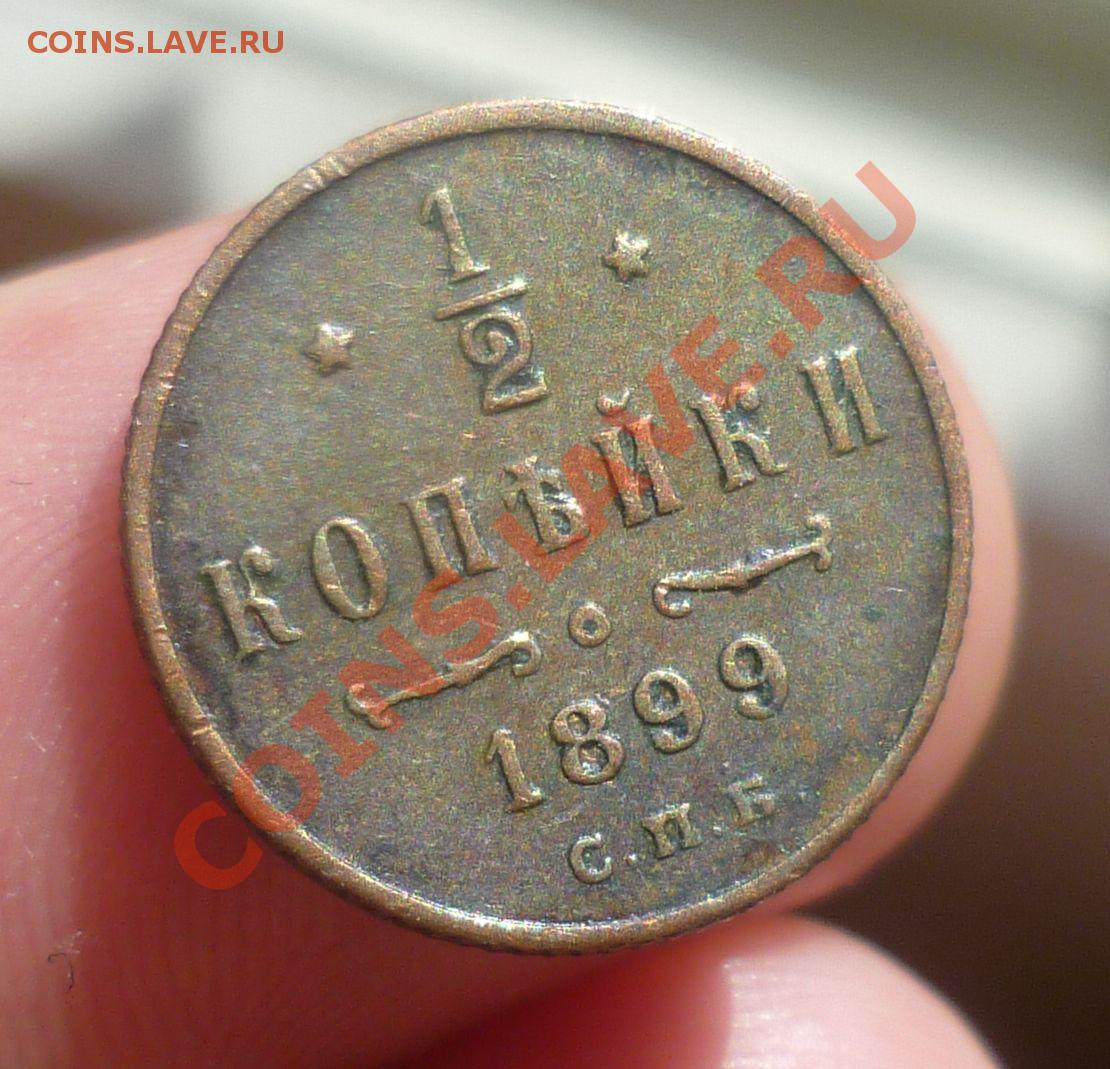 COINS.LAVE.RU
1/2
КОПѢЙКИ
1899
С.П.Б.
COINS.LAVE.RU